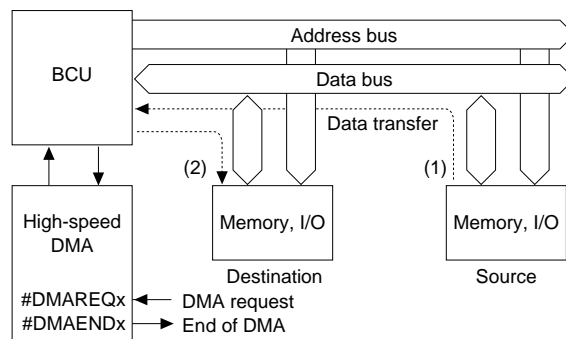 Address bus
BCU
Data bus
Data transfer
(2)
(1)
High-speed
DMA
Memory, I/O
Memory, I/O
Destination
Source
#DMAREQx
DMA request
#DMAENDx
End of DMA